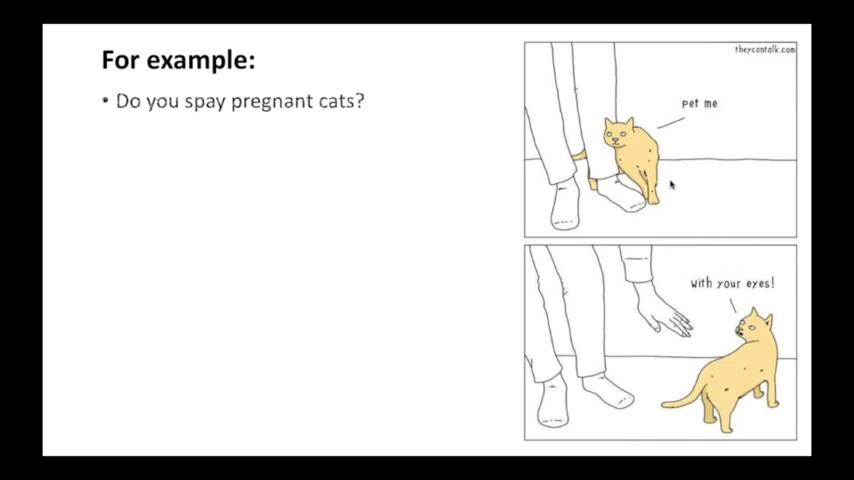 For example:
• Do you spay pregnant cats?
theycantalk.com
pet me
with your eyes!